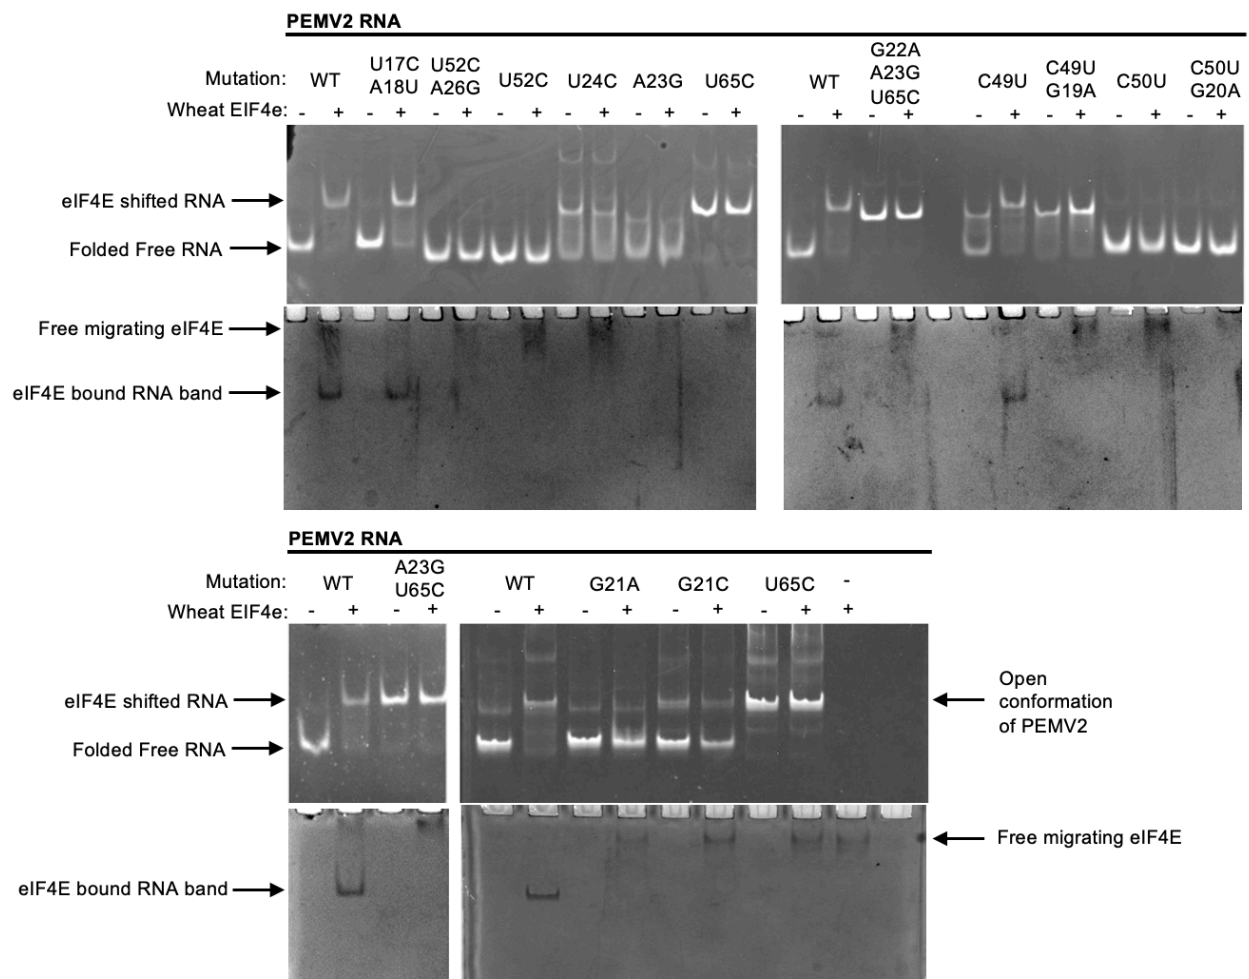 PEMV2 RNA
Mutation: WT U17C A18U U52C A26G U52C U24C A23G U65C WT G22A A23G U65C C49U C49U G19A C50U C50U G20A
Wheat EIF4e: - + - + - + - + - + - + - + - + - + - + - + - + - +
eIF4E shifted RNA
Folded Free RNA
Free migrating eIF4E
eIF4E bound RNA band
PEMV2 RNA
Mutation: WT A23G U65C WT G21A G21C U65C -
Wheat EIF4e: - + - + - + - + - + - + +
eIF4E shifted RNA
Folded Free RNA
Open
conformation
of PEMV2
Free migrating eIF4E
eIF4E bound RNA band